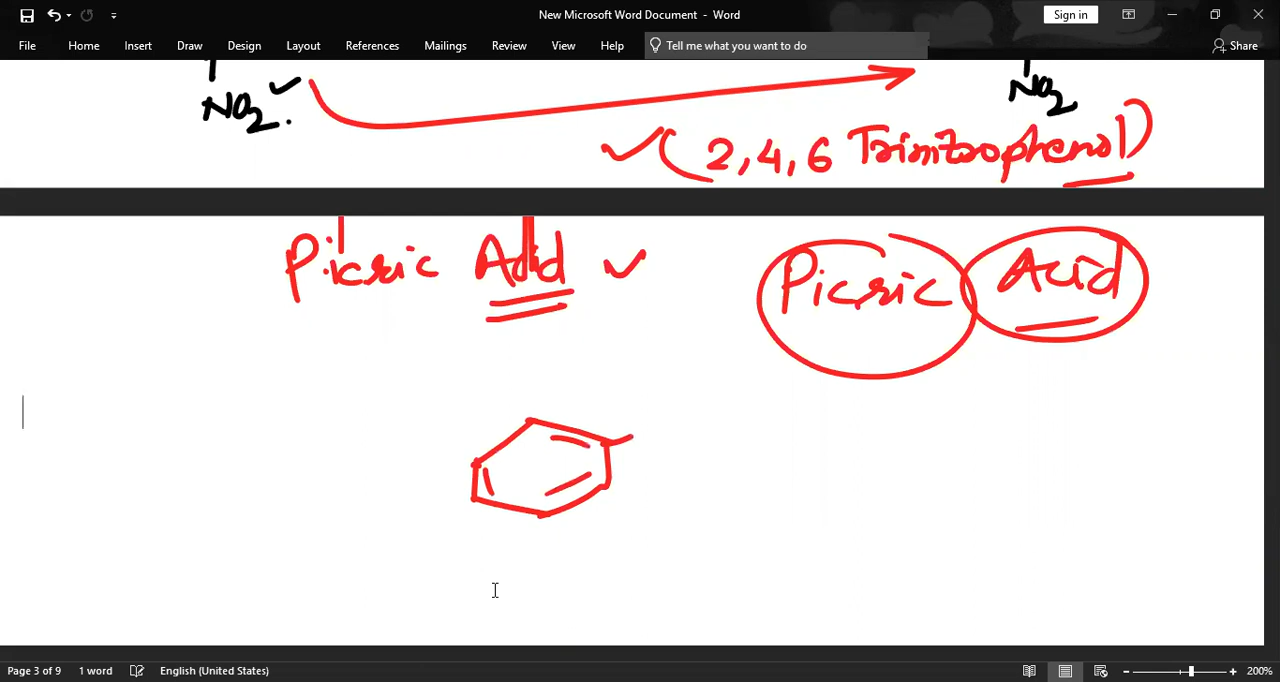 New Microsoft Word Document - Word
Sign in
File Home Insert Draw Design Layout References Mailings Review View Help Tell me what you want to do Share
NO2. NO2
(2,4,6 Trinitrophenol)
Picric Acid Picric Acid
Page 3 of 9 1 word English (United States) 200%